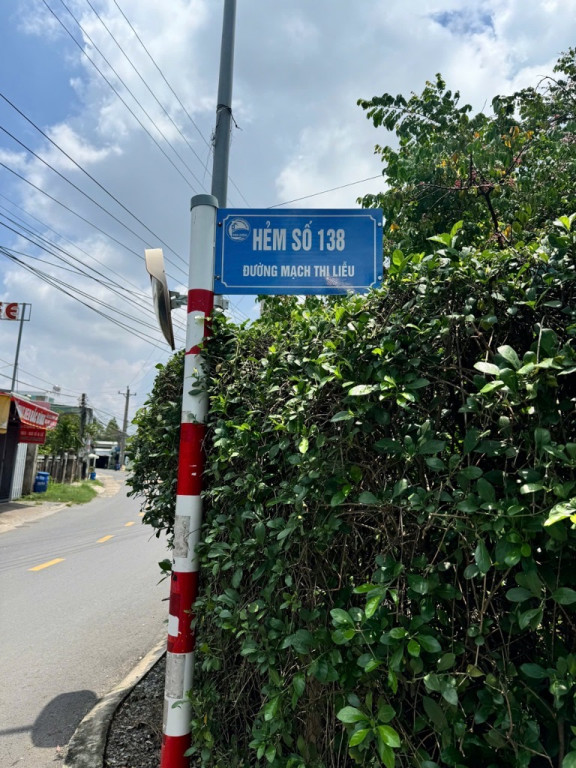 HẺM SỐ 138
ĐƯỜNG MẠCH THỊ LIỄU